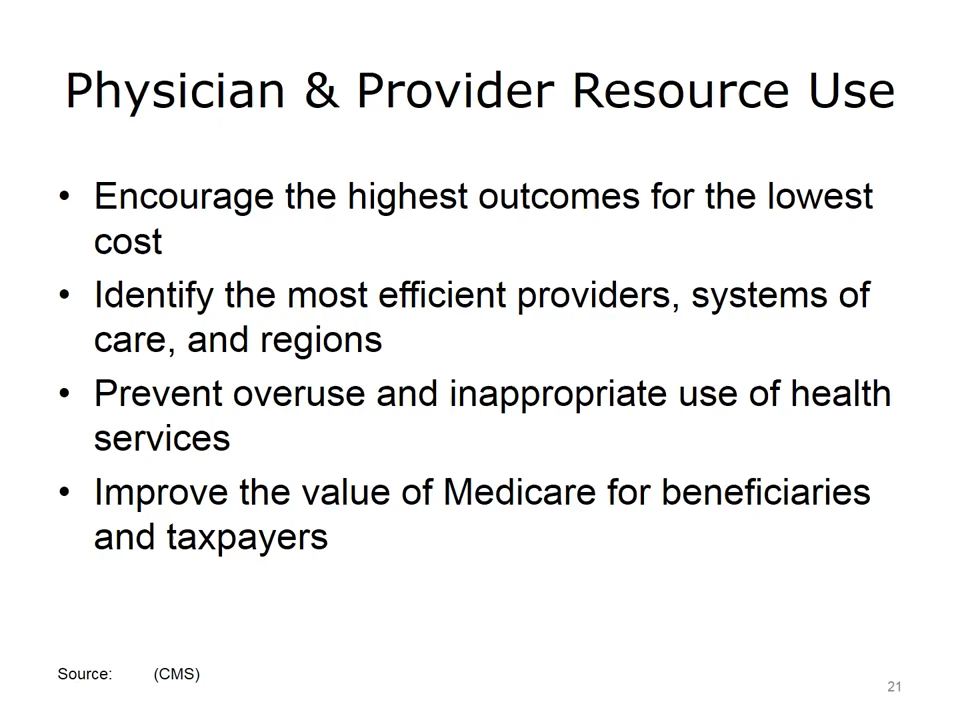 Physician & Provider Resource Use
• Encourage the highest outcomes for the lowest
cost
• Identify the most efficient providers, systems of
care, and regions
• Prevent overuse and inappropriate use of health
services
• Improve the value of Medicare for beneficiaries
and taxpayers
Source: (CMS)
21